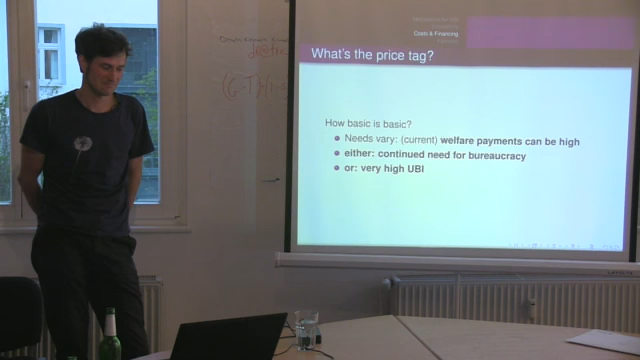 Costs & Financing
What's the price tag?
How basic is basic?
Needs vary: (current) welfare payments can be high
either: continued need for bureaucracy
or: very high UBI